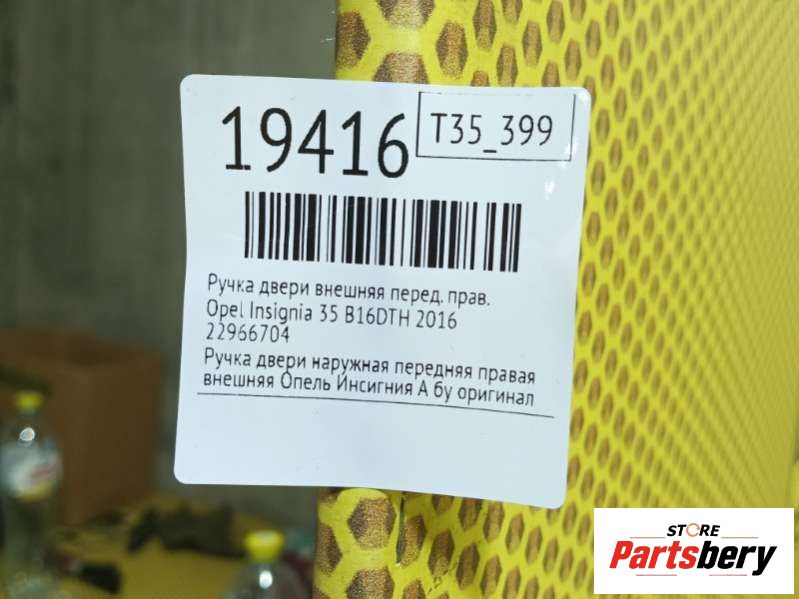 19416
T35_399
Ручка двери внешняя перед. прав.
Opel Insignia 35 B16DTH 2016
22966704
Ручка двери наружная передняя правая
внешняя Опель Инсигния А бу оригинал
STORE
Partsbery